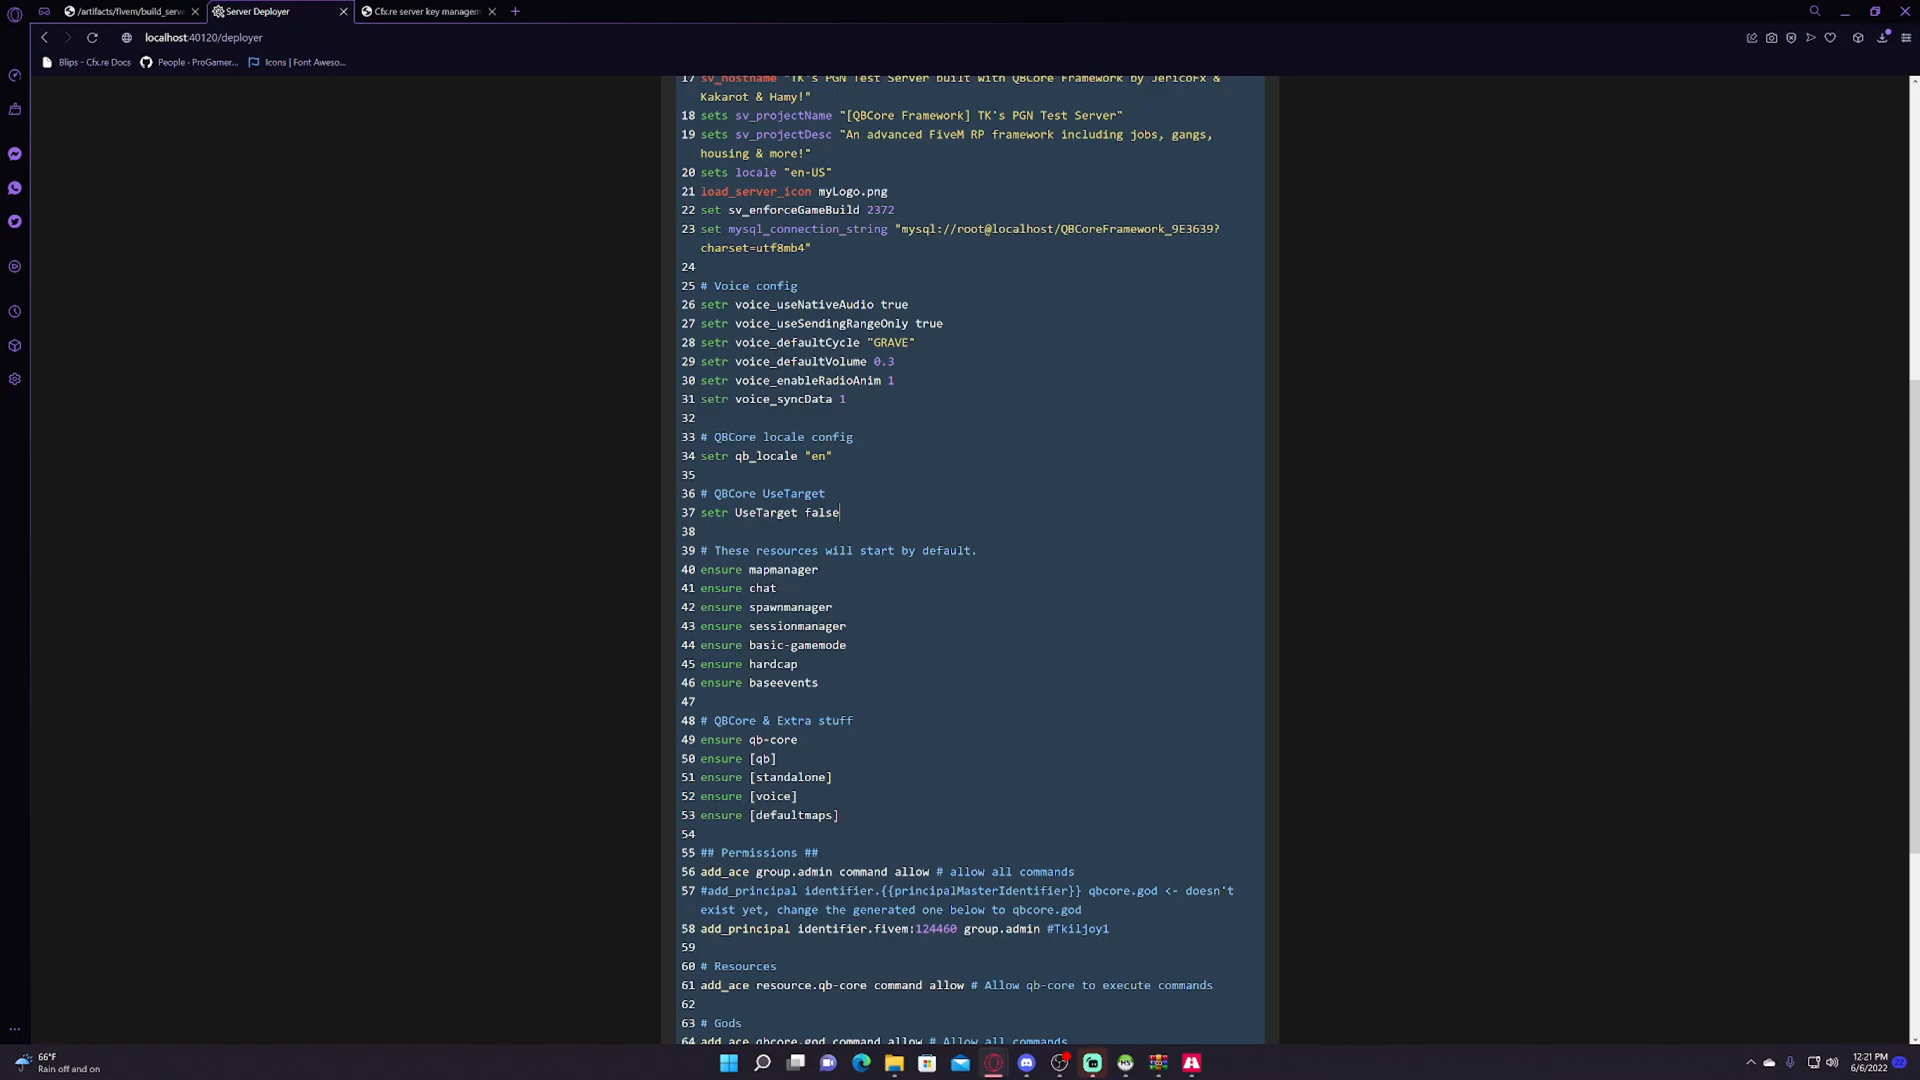 /artifacts/fivem/build_serve
Server Deployer
Cfx.re server key managem
localhost:40120/deployer
Blips - Cfx.re Docs
People - ProGamer...
Icons | Font Aweso...
17 sv_hostname "TK's PGN Test Server built with QBCore Framework by JericoFX &
Kakarot & Hamy!"
18 sets sv_projectName "[QBCore Framework] TK's PGN Test Server"
19 sets sv_projectDesc "An advanced FiveM RP framework including jobs, gangs,
housing & more!"
20 sets locale "en-US"
21 load_server_icon myLogo.png
22 set sv_enforceGameBuild 2372
23 set mysql_connection_string "mysql://root@localhost/QBCoreFramework_9E3639?
charset=utf8mb4"
24
25 # Voice config
26 setr voice_useNativeAudio true
27 setr voice_useSendingRangeOnly true
28 setr voice_defaultCycle "GRAVE"
29 setr voice_defaultVolume 0.3
30 setr voice_enableRadioAnim 1
31 setr voice_syncData 1
32
33 # QBCore locale config
34 setr qb_locale "en"
35
36 # QBCore UseTarget
37 setr UseTarget false
38
39 # These resources will start by default.
40 ensure mapmanager
41 ensure chat
42 ensure spawnmanager
43 ensure sessionmanager
44 ensure basic-gamemode
45 ensure hardcap
46 ensure baseevents
47
48 # QBCore & Extra stuff
49 ensure qb-core
50 ensure [qb]
51 ensure [standalone]
52 ensure [voice]
53 ensure [defaultmaps]
54
55 ## Permissions ##
56 add_ace group.admin command allow # allow all commands
57 #add_principal identifier.{{principalMasterIdentifier}} qbcore.god <- doesn't
exist yet, change the generated one below to qbcore.god
58 add_principal identifier.fivem:124460 group.admin #Tkiljoy1
59
60 # Resources
61 add_ace resource.qb-core command allow # Allow qb-core to execute commands
62
63 # Gods
64 add_ace qbcore.god command allow # Allow all commands
66°F
Rain off and on
12:21 PM
6/6/2022
22